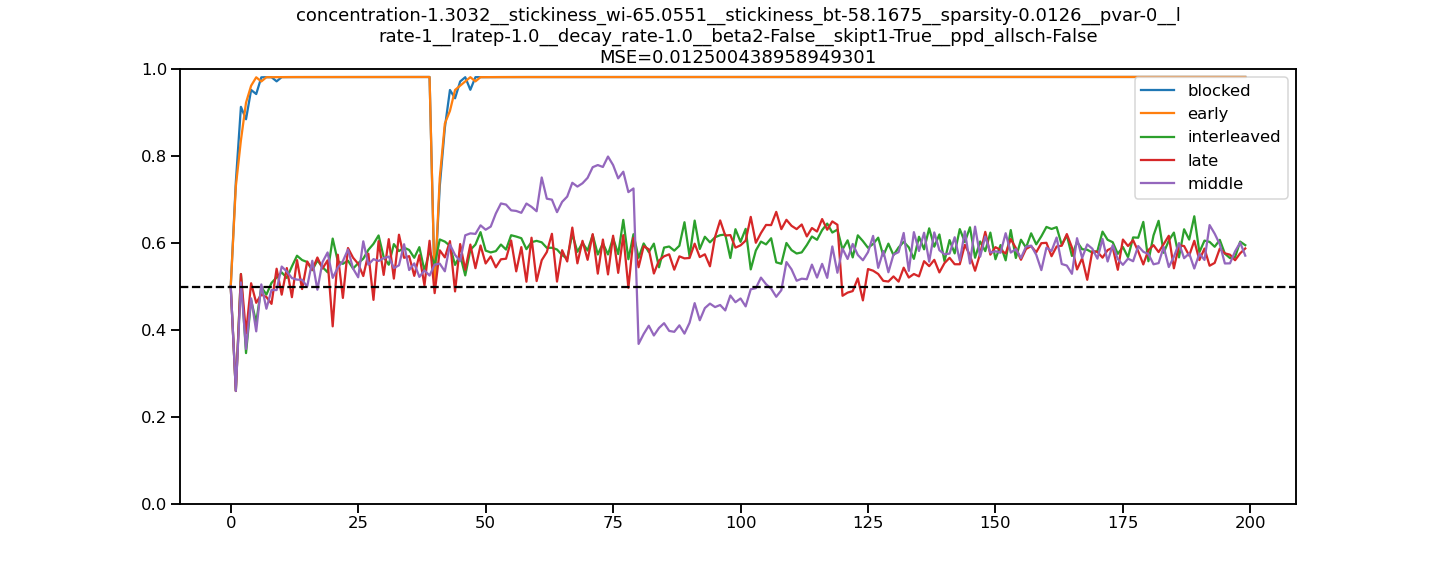 concentration-1.3032__stickiness_wi-65.0551__stickiness_bt-58.1675__sparsity-0.0126__pvar-0__l
rate-1__lratep-1.0__decay_rate-1.0__beta2-False__skipt1-True__ppd_allsch-False
MSE=0.012500438958949301
1.0
0.8
0.6
0.4
0.2
0.0
blocked
early
interleaved
late
middle
0 25 50 75 100 125 150 175 200